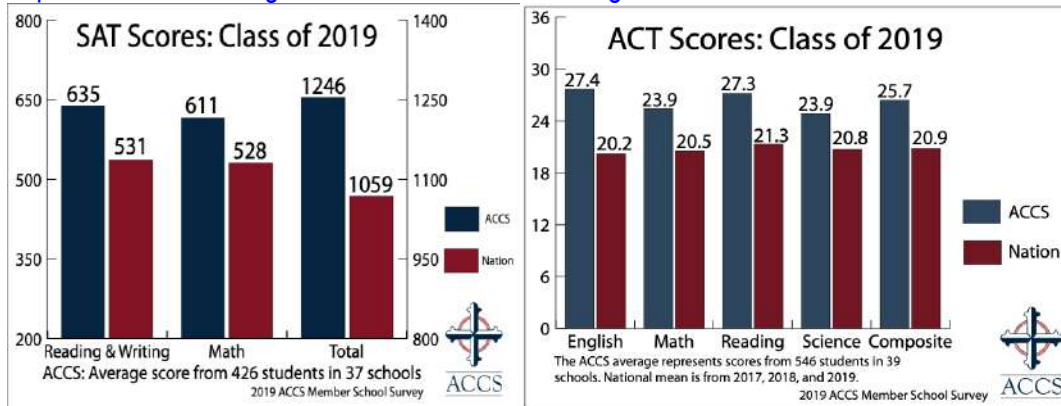 SAT Scores: Class of 2019
800
650
500
350
200
1400
1250
1100
950
800
635
531
611
528
1246
1059
ACCS
Nation
Reading & Writing
Math
Total
ACCS: Average score from 426 students in 37 schools
2019 ACCS Member School Survey
ACCS
ACT Scores: Class of 2019
36
30
24
18
12
6
0
27.4
20.2
23.9
20.5
27.3
21.3
23.9
20.8
25.7
20.9
ACCS
Nation
English
Math
Reading
Science
Composite
The ACCS average represents scores from 546 students in 39
schools. National mean is from 2017, 2018, and 2019.
2019 ACCS Member School Survey
ACCS